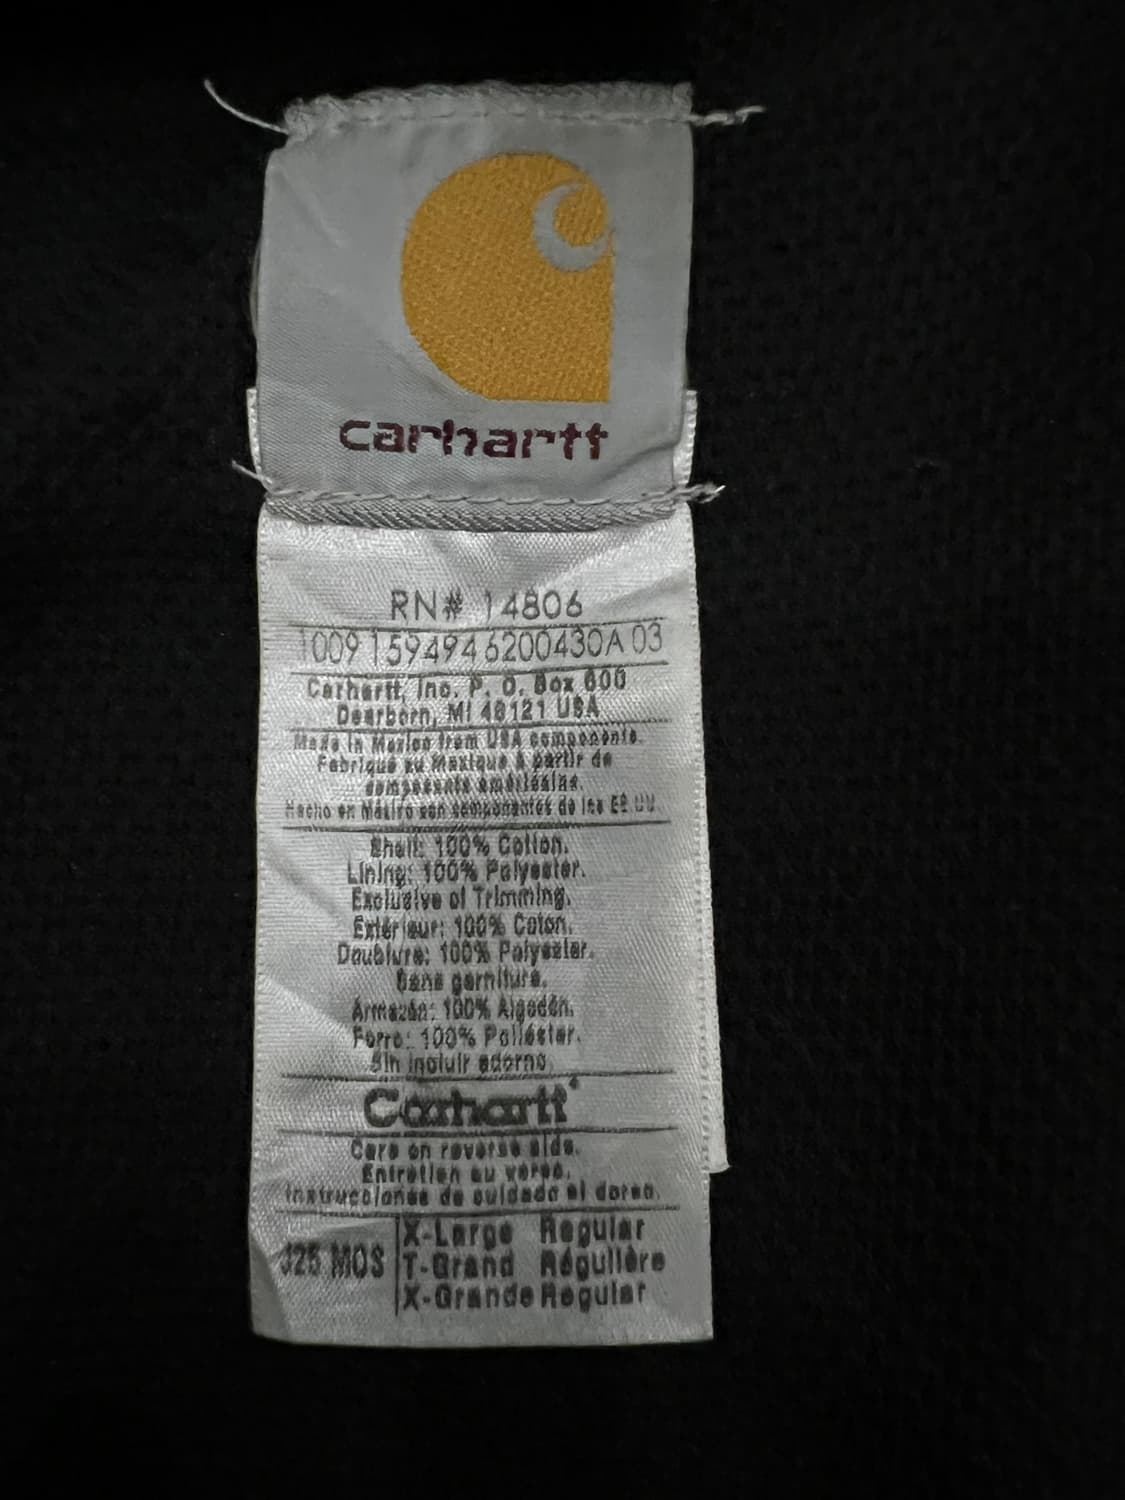 carhartt
RN# 14806
1009 159494 6200430A 03
Carhartt, Inc. P. O. Box 600
Dearborn, MI 48121 USA
Made in Mexico from USA components.
Fabriqué au Mexique à partir de
composants américains.
Hecho en México con componentes de los EE.UU.
Shell: 100% Cotton.
Lining: 100% Polyester.
Exclusive of Trimming.
Extérieur: 100% Coton.
Doublure: 100% Polyester.
Sans garniture.
Armazón: 100% Algodón.
Forro: 100% Poliéster.
Sin incluir adorno.
Carhartt
Care on reverse side.
Entretien au verso.
Instrucciones de cuidado al dorso.
J25 MOS
X-Large Regular
T-Grand Régulière
X-Grande Regular